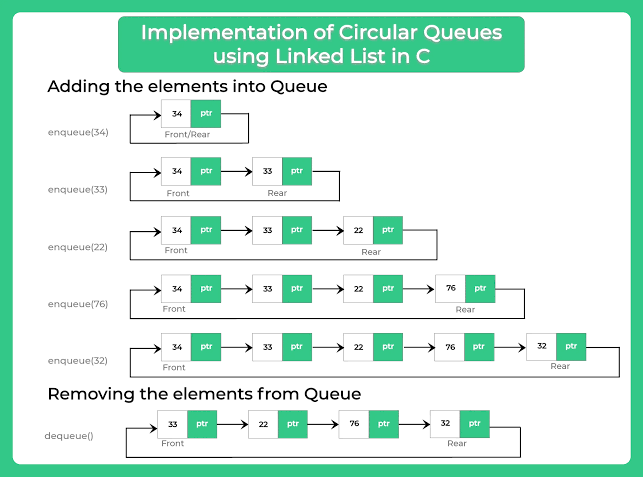 Implementation of Circular Queues
using Linked List in C
Adding the elements into Queue
enqueue(34)
34 ptr
Front/Rear
enqueue(33)
34 ptr 33 ptr
Front Rear
enqueue(22)
34 ptr 33 ptr 22 ptr
Front Rear
enqueue(76)
34 ptr 33 ptr 22 ptr 76 ptr
Front Rear
enqueue(32)
34 ptr 33 ptr 22 ptr 76 ptr 32 ptr
Front Rear
Removing the elements from Queue
dequeue()
33 ptr 22 ptr 76 ptr 32 ptr
Front Rear